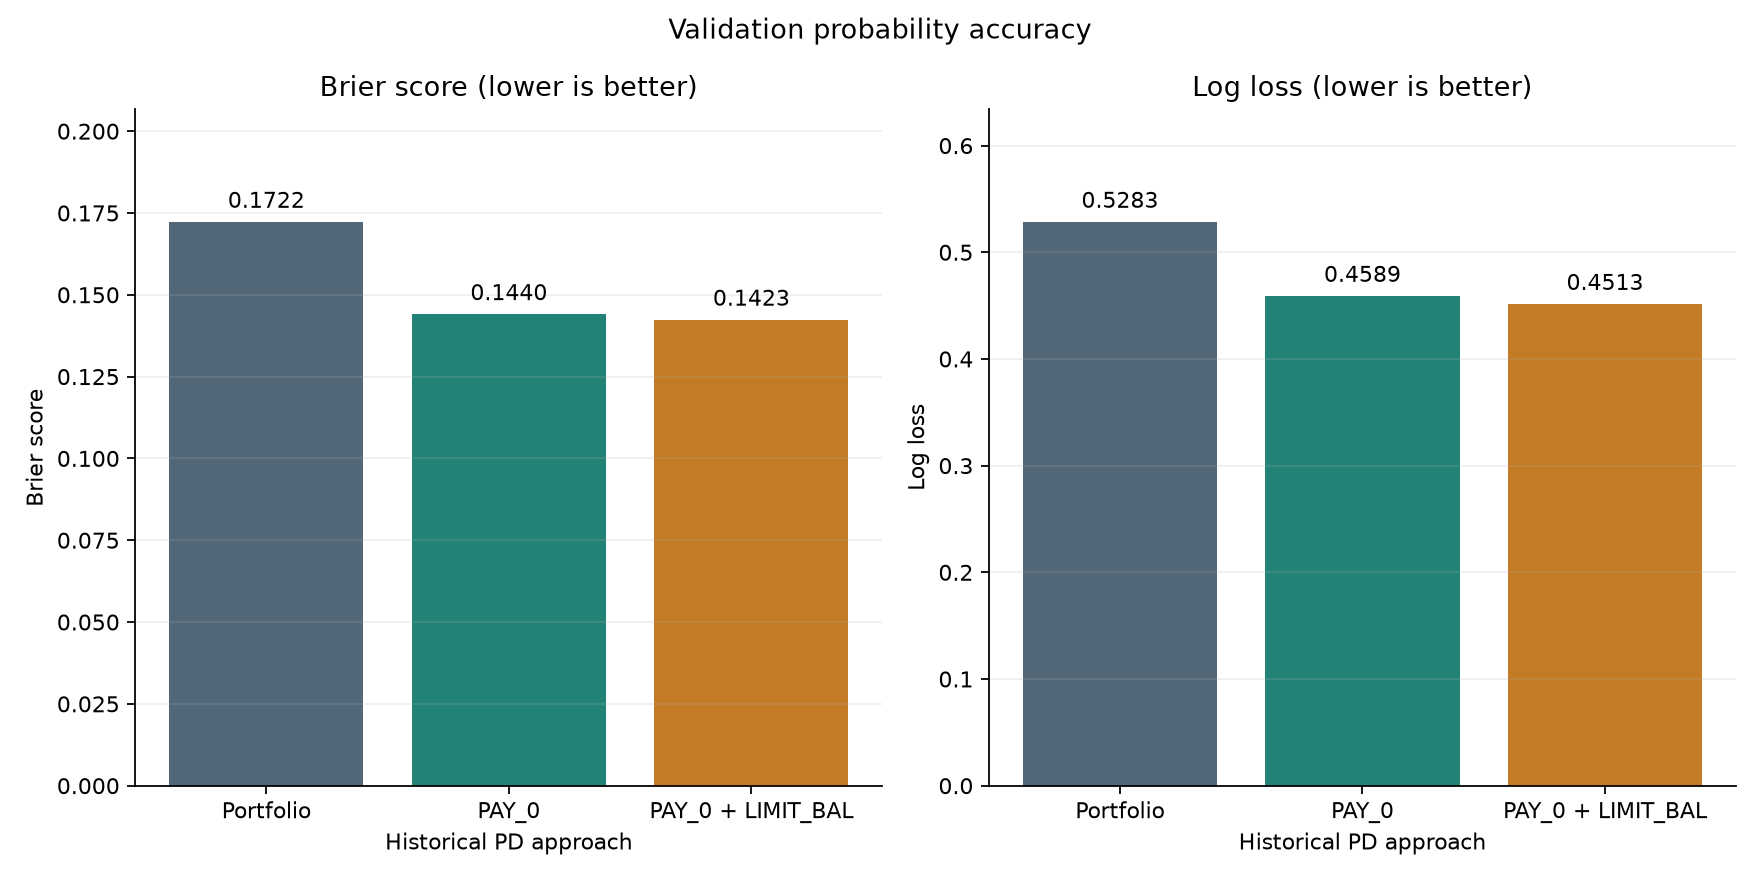 Validation probability accuracy
Brier score (lower is better)
0.200
0.175
0.150
0.125
0.100
0.075
0.050
0.025
0.000
Brier score
0.1722
0.1440
0.1423
Portfolio
PAY_0
PAY_0 + LIMIT_BAL
Historical PD approach
Log loss (lower is better)
0.6
0.5
0.4
0.3
0.2
0.1
0.0
Log loss
0.5283
0.4589
0.4513
Portfolio
PAY_0
PAY_0 + LIMIT_BAL
Historical PD approach